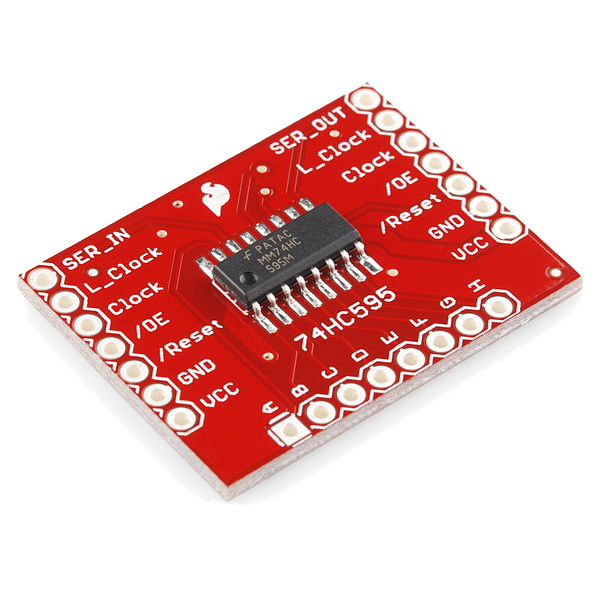 SER_OUT
L_Clock
Clock
/OE
/Reset
GND
VCC
SER_IN
L_Clock
Clock
/OE
/Reset
GND
VCC
PATAC
MM74HC
595M
74HC595
A
B
C
D
E
F
G
H